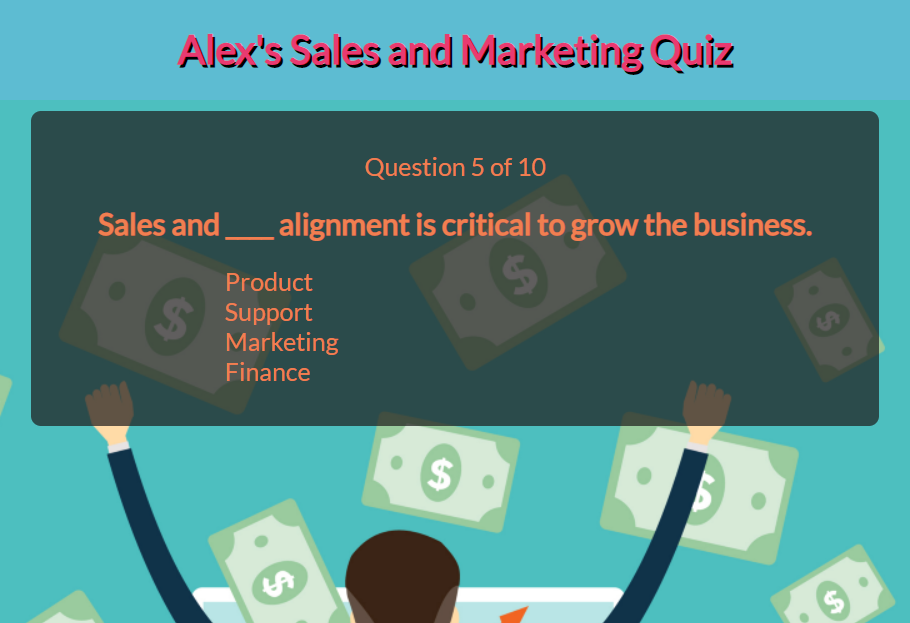 Alex's Sales and Marketing Quiz
Question 5 of 10
Sales and ____ alignment is critical to grow the business.
Product
Support
Marketing
Finance
$
$
$
$
$
$
$